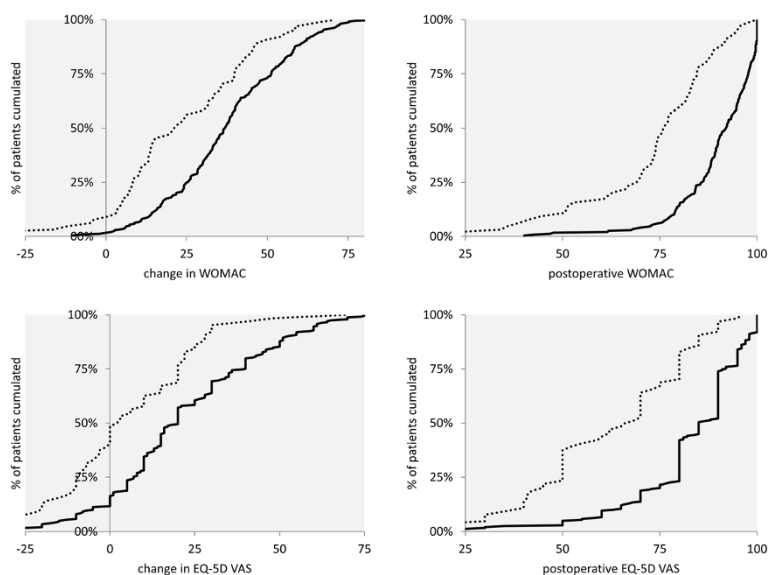 100% 100%
75% 75%
50% 50%
25% 25%
00% 00%
-25 0 25 50 75 25 50 75 100
change in WOMAC postoperative WOMAC
% of patients cumulated % of patients cumulated
100% 100%
75% 75%
50% 50%
25% 25%
00% 00%
-25 0 25 50 75 25 50 75 100
change in EQ-5D VAS postoperative EQ-5D VAS
% of patients cumulated % of patients cumulated